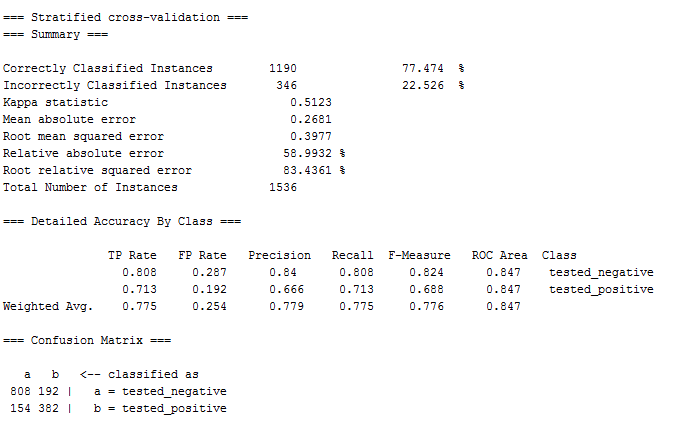 === Stratified cross-validation ===
=== Summary ===
Correctly Classified Instances 1190 77.474 %
Incorrectly Classified Instances 346 22.526 %
Kappa statistic 0.5123
Mean absolute error 0.2681
Root mean squared error 0.3977
Relative absolute error 58.9932 %
Root relative squared error 83.4361 %
Total Number of Instances 1536
=== Detailed Accuracy By Class ===
TP Rate FP Rate Precision Recall F-Measure ROC Area Class
0.808 0.287 0.84 0.808 0.824 0.847 tested_negative
0.713 0.192 0.666 0.713 0.688 0.847 tested_positive
Weighted Avg. 0.775 0.254 0.779 0.775 0.776 0.847
=== Confusion Matrix ===
a b <-- classified as
808 192 | a = tested_negative
154 382 | b = tested_positive